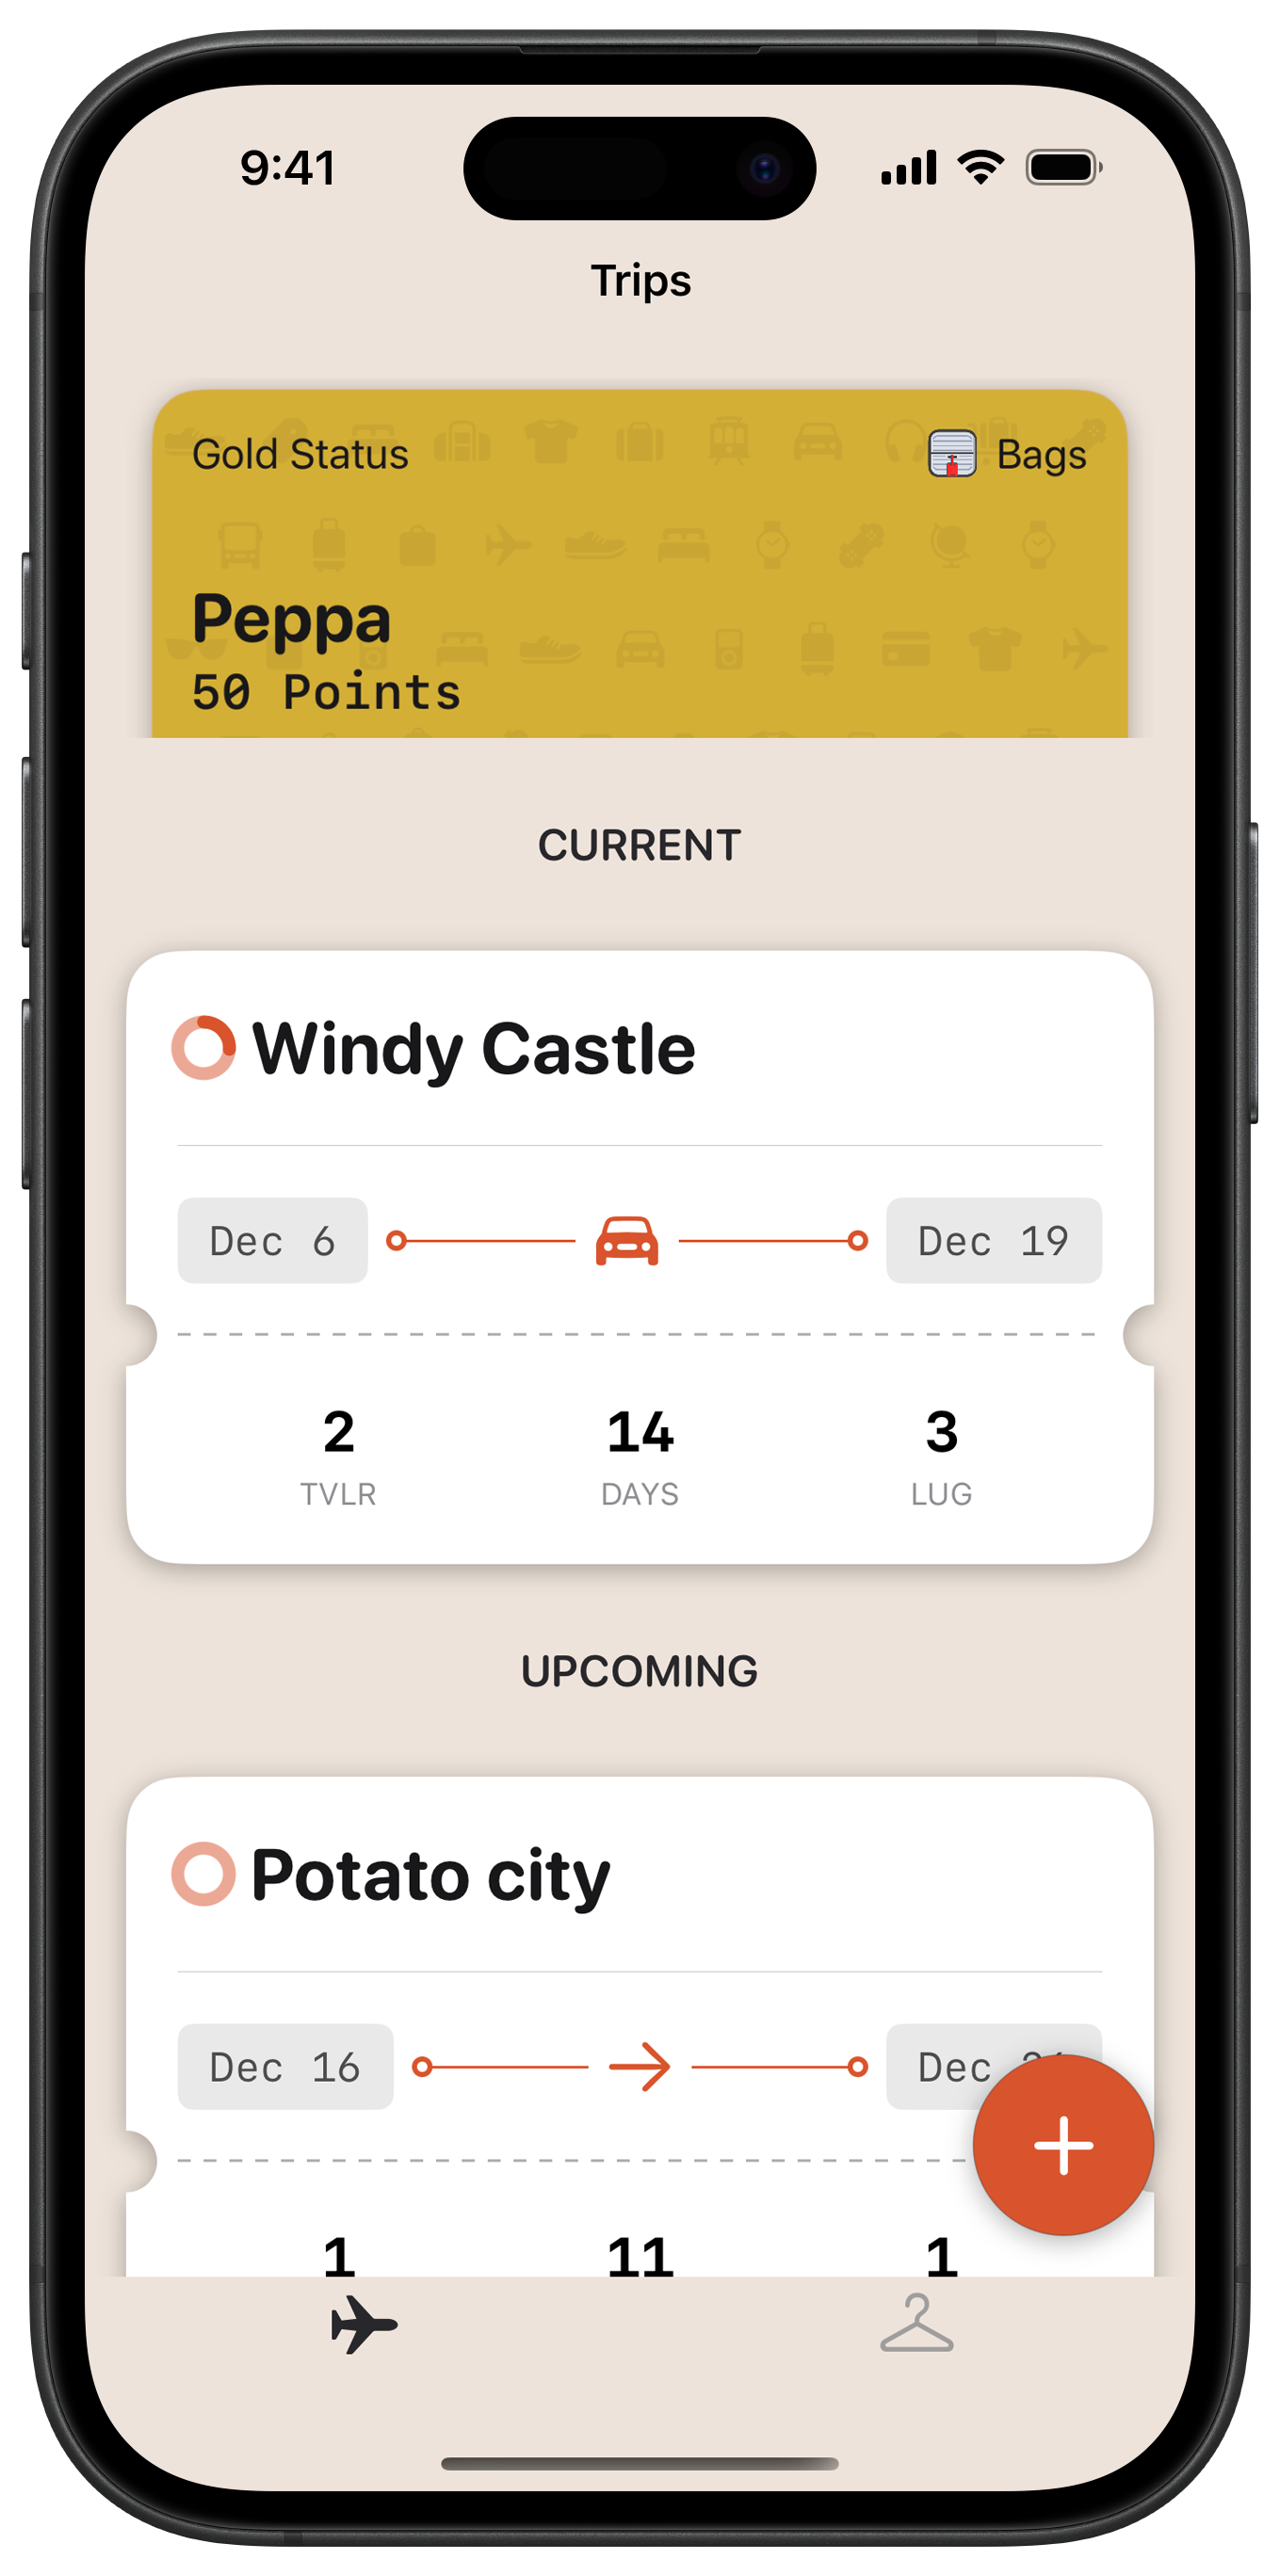 9:41
Trips
Gold Status
Bags
Peppa
50 Points
CURRENT
Windy Castle
Dec 6
Dec 19
2
14
3
TVLR
DAYS
LUG
UPCOMING
Potato city
Dec 16
Dec
1
11
1